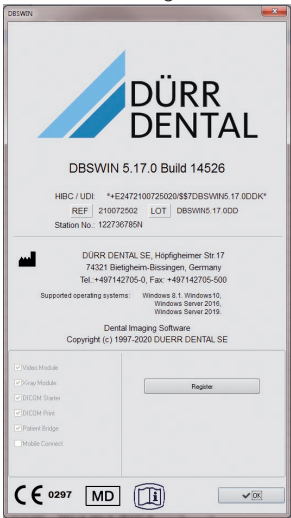 DBSWIN
DÜRR
DENTAL
DBSWIN 5.17.0 Build 14526
HIBC / UDI: *+E2472100725020/$$7DBSWIN5.17.0DDK*
REF 210072502 LOT DBSWIN5.17.0DD
Station No.: 122736785N
DÜRR DENTAL SE, Höpfigheimer Str.17
74321 Bietigheim-Bissingen, Germany
Tel.:+497142705-0, Fax: +497142705-500
Supported operating systems: Windows 8.1. Windows10,
Windows Server 2016,
Windows Server 2019.
Dental Imaging Software
Copyright (c) 1997-2020 DUERR DENTAL SE
Video Module
X-ray Module
DICOM Starter
DICOM Print
Patient Bridge
Mobile Connect
Register
CE 0297 MD
OK